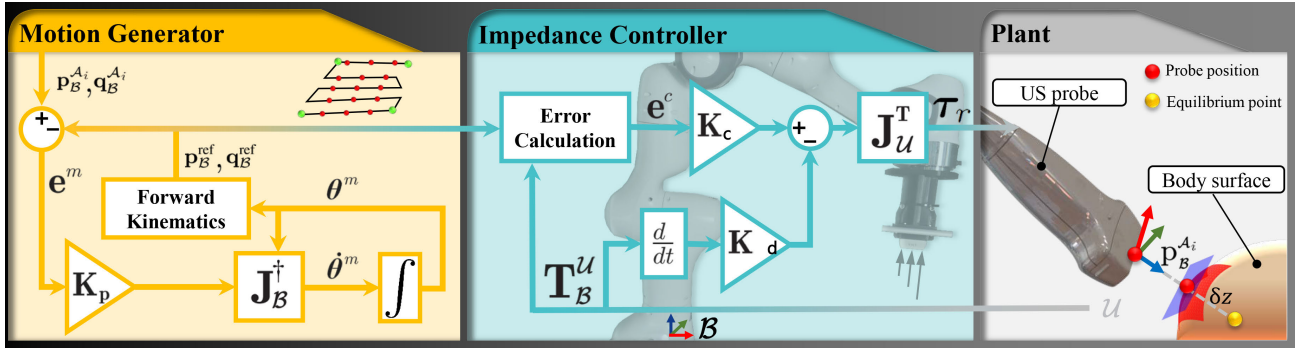 Motion Generator
Impedance Controller
Plant
𝐩_ℬ^{𝒜_i}, 𝐪_ℬ^{𝒜_i}
+
−
𝐩_ℬ^{ref}, 𝐪_ℬ^{ref}
𝐞^m
Forward
Kinematics
𝜽^m
𝐊_p
𝐉_ℬ^†
𝜽̇^m
∫
Error
Calculation
𝐞^c
𝐊_c
+
−
𝐉_𝒰^T
𝝉_r
d/dt
𝐊_d
𝐓_ℬ^𝒰
ℬ
US probe
Probe position
Equilibrium point
Body surface
𝐩_ℬ^{𝒜_i}
δz
𝒰